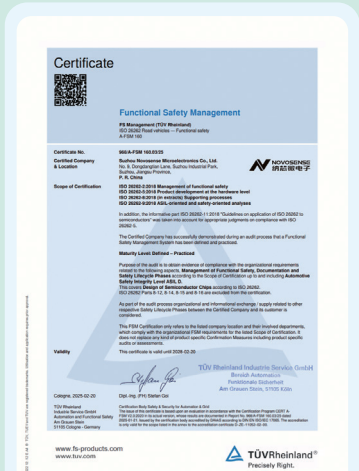 Certificate
Functional Safety Management
FS Management (TÜV Rheinland)
ISO 26262 Road vehicles — Functional safety
A-FSM 160
Certificate No.
968/A-FSM 160.03/25
Certified Company
& Location
Suzhou Novosense Microelectronics Co., Ltd.
No. 9, Dongdangtian Lane, Suzhou Industrial Park,
Suzhou, Jiangsu Province,
P. R. China
NOVOSENSE
纳芯微电子
Scope of Certification
ISO 26262-2:2018 Management of functional safety
ISO 26262-5:2018 Product development at the hardware level
ISO 26262-8:2018 (in extracts) Supporting processes
ISO 26262-9:2018 ASIL-oriented and safety-oriented analyses
In addition, the informative part ISO 26262-11:2018 "Guidelines on application of ISO 26262 to
semiconductors" was taken into account for appropriate judgments on compliance with ISO
26262-5.
The Certified Company has successfully demonstrated during an audit process that a Functional
Safety Management System has been defined and practiced.
Maturity Level Defined – Practiced
Purpose of the audit is to obtain evidence of compliance with the organizational requirements
related to the following aspects, Management of Functional Safety, Documentation and
Safety Lifecycle Phases according to the Scope of Certification up to and including Automotive
Safety Integrity Level ASIL D.
This covers Design of Semiconductor Chips according to ISO 26262.
ISO 26262 Parts 8-12, 8-14, 8-15 and 8-16 are excluded from the certification.
As part of the audit process organizational and informational exchange / supply related to other
respective Safety Lifecycle Phases between the Certified Company and its customer is
considered.
This FSM Certification only refers to the listed company location and their involved departments,
which comply with the organizational FSM requirements for the listed Scope of Certification. It
does not replace any kind of product specific Confirmation Measures including product specific
audits or assessments.
Validity
This certificate is valid until 2028-02-20.
TÜV Rheinland Industrie Service GmbH
Bereich Automation
Funktionale Sicherheit
Am Grauen Stein, 51105 Köln
Cologne, 2025-02-20
TÜV Rheinland
Industrie Service GmbH
Automation and Functional Safety
Am Grauen Stein
51105 Cologne - Germany
Certification Body Safety & Security for Automation & Grid
www.fs-products.com
www.tuv.com
TÜVRheinland®
Precisely Right.